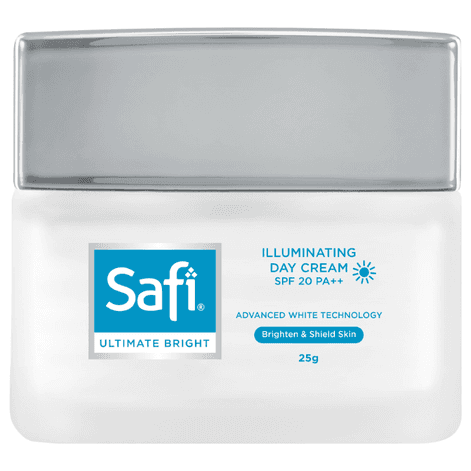 Safi®
ULTIMATE BRIGHT
ILLUMINATING
DAY CREAM
SPF 20 PA++
ADVANCED WHITE TECHNOLOGY
Brighten & Shield Skin
25g